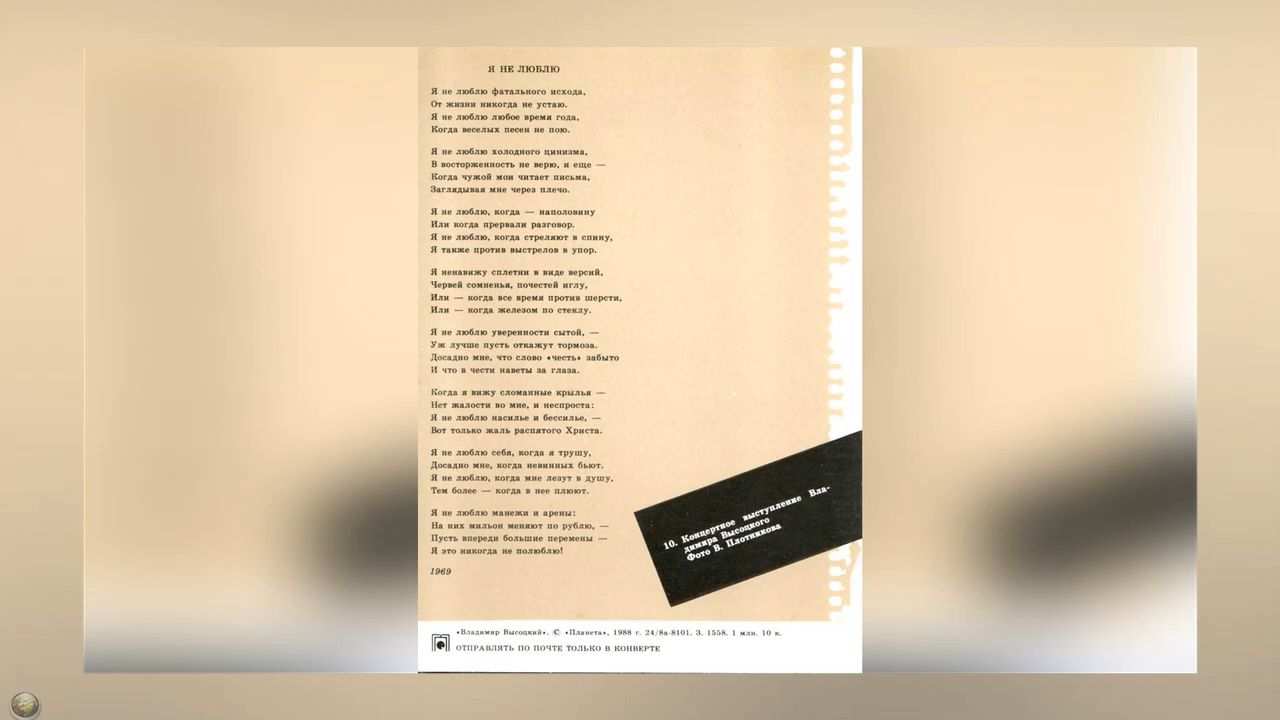 Я НЕ ЛЮБЛЮ
Я не люблю фатального исхода,
От жизни никогда не устаю.
Я не люблю любое время года,
Когда веселых песен не пою.
Я не люблю холодного цинизма,
В восторженность не верю, и еще —
Когда чужой мои читает письма,
Заглядывая мне через плечо.
Я не люблю, когда — наполовину
Или когда прервали разговор.
Я не люблю, когда стреляют в спину,
Я также против выстрелов в упор.
Я ненавижу сплетни в виде версий,
Червей сомненья, почестей иглу,
Или — когда все время против шерсти,
Или — когда железом по стеклу.
Я не люблю уверенности сытой, —
Уж лучше пусть откажут тормоза.
Досадно мне, что слово «честь» забыто
И что в чести наветы за глаза.
Когда я вижу сломанные крылья —
Нет жалости во мне, и неспроста:
Я не люблю насилье и бессилье, —
Вот только жаль распятого Христа.
Я не люблю себя, когда я трушу,
Досадно мне, когда невинных бьют.
Я не люблю, когда мне лезут в душу,
Тем более — когда в нее плюют.
Я не люблю манежи и арены:
На них мильон меняют по рублю, —
Пусть впереди большие перемены —
Я это никогда не полюблю!
1969
10. Концертное выступление Вла-
димира Высоцкого
Фото В. Плотникова
«Владимир Высоцкий». © «Планета», 1988 г. 24/8а-8101. З. 1558. 1 млн. 10 к.
ОТПРАВЛЯТЬ ПО ПОЧТЕ ТОЛЬКО В КОНВЕРТЕ